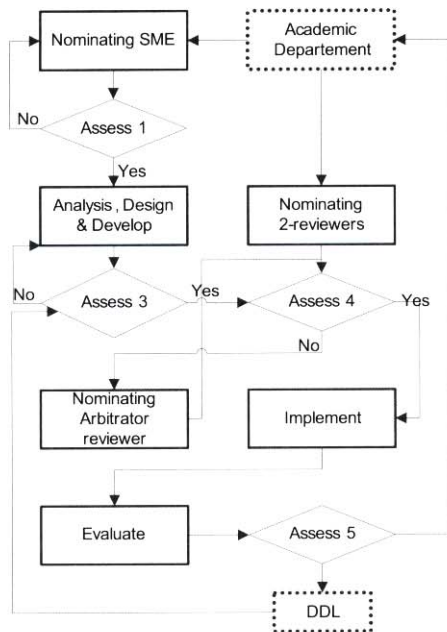 Nominating SME
Academic
Departement
No
Assess 1
Yes
Analysis, Design
& Develop
Nominating
2-reviewers
No
Assess 3
Yes
Assess 4
Yes
No
Nominating
Arbitrator
reviewer
Implement
Evaluate
Assess 5
DDL